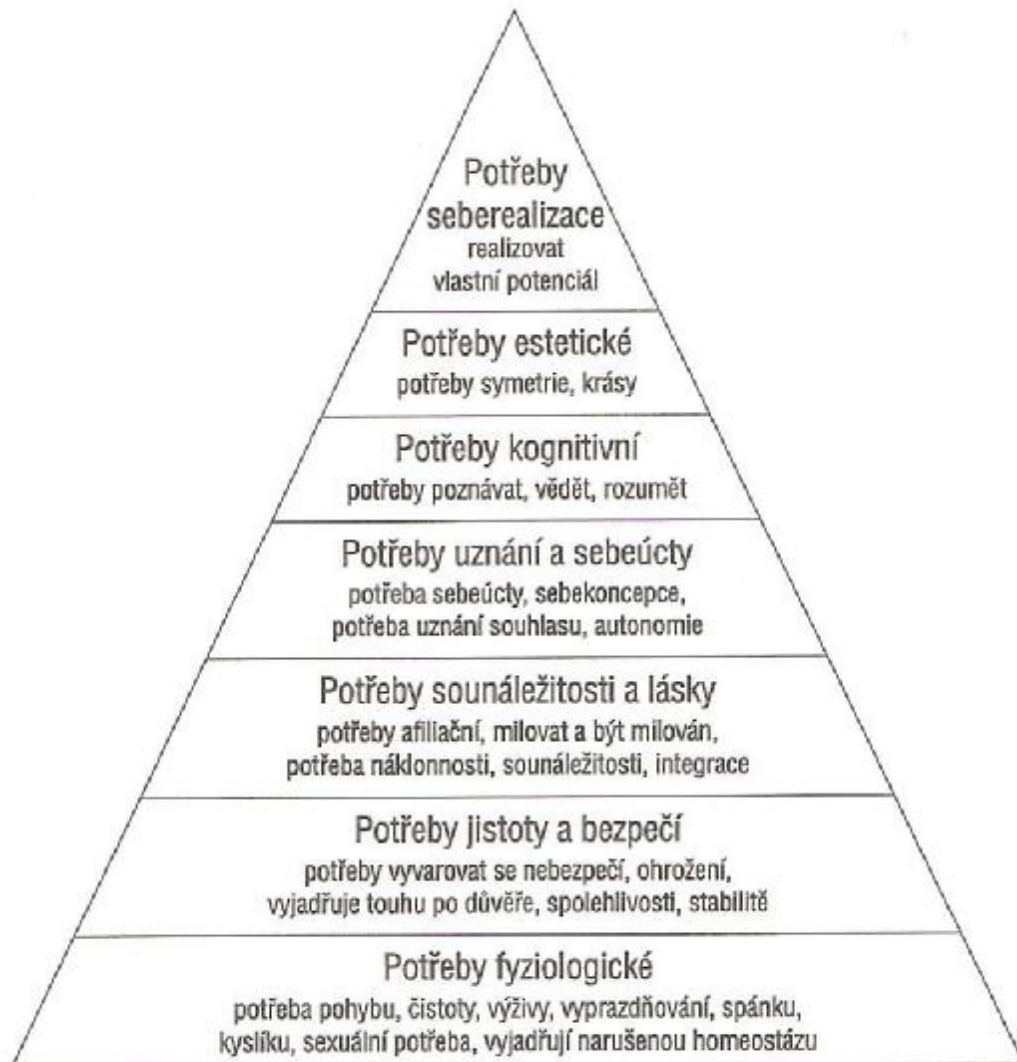 Potřeby
seberealizace
realizovat
vlastní potenciál
Potřeby estetické
potřeby symetrie, krásy
Potřeby kognitivní
potřeby poznávat, vědět, rozumět
Potřeby uznání a sebeúcty
potřeba sebeúcty, sebekoncepce,
potřeba uznání souhlasu, autonomie
Potřeby sounáležitosti a lásky
potřeby afiliační, milovat a být milován,
potřeba náklonnosti, sounáležitosti, integrace
Potřeby jistoty a bezpečí
potřeby vyvarovat se nebezpečí, ohrožení,
vyjadřuje touhu po důvěře, spolehlivosti, stabilitě
Potřeby fyziologické
potřeba pohybu, čistoty, výživy, vyprazdňování, spánku,
kyslíku, sexuální potřeba, vyjadřují narušenou homeostázu